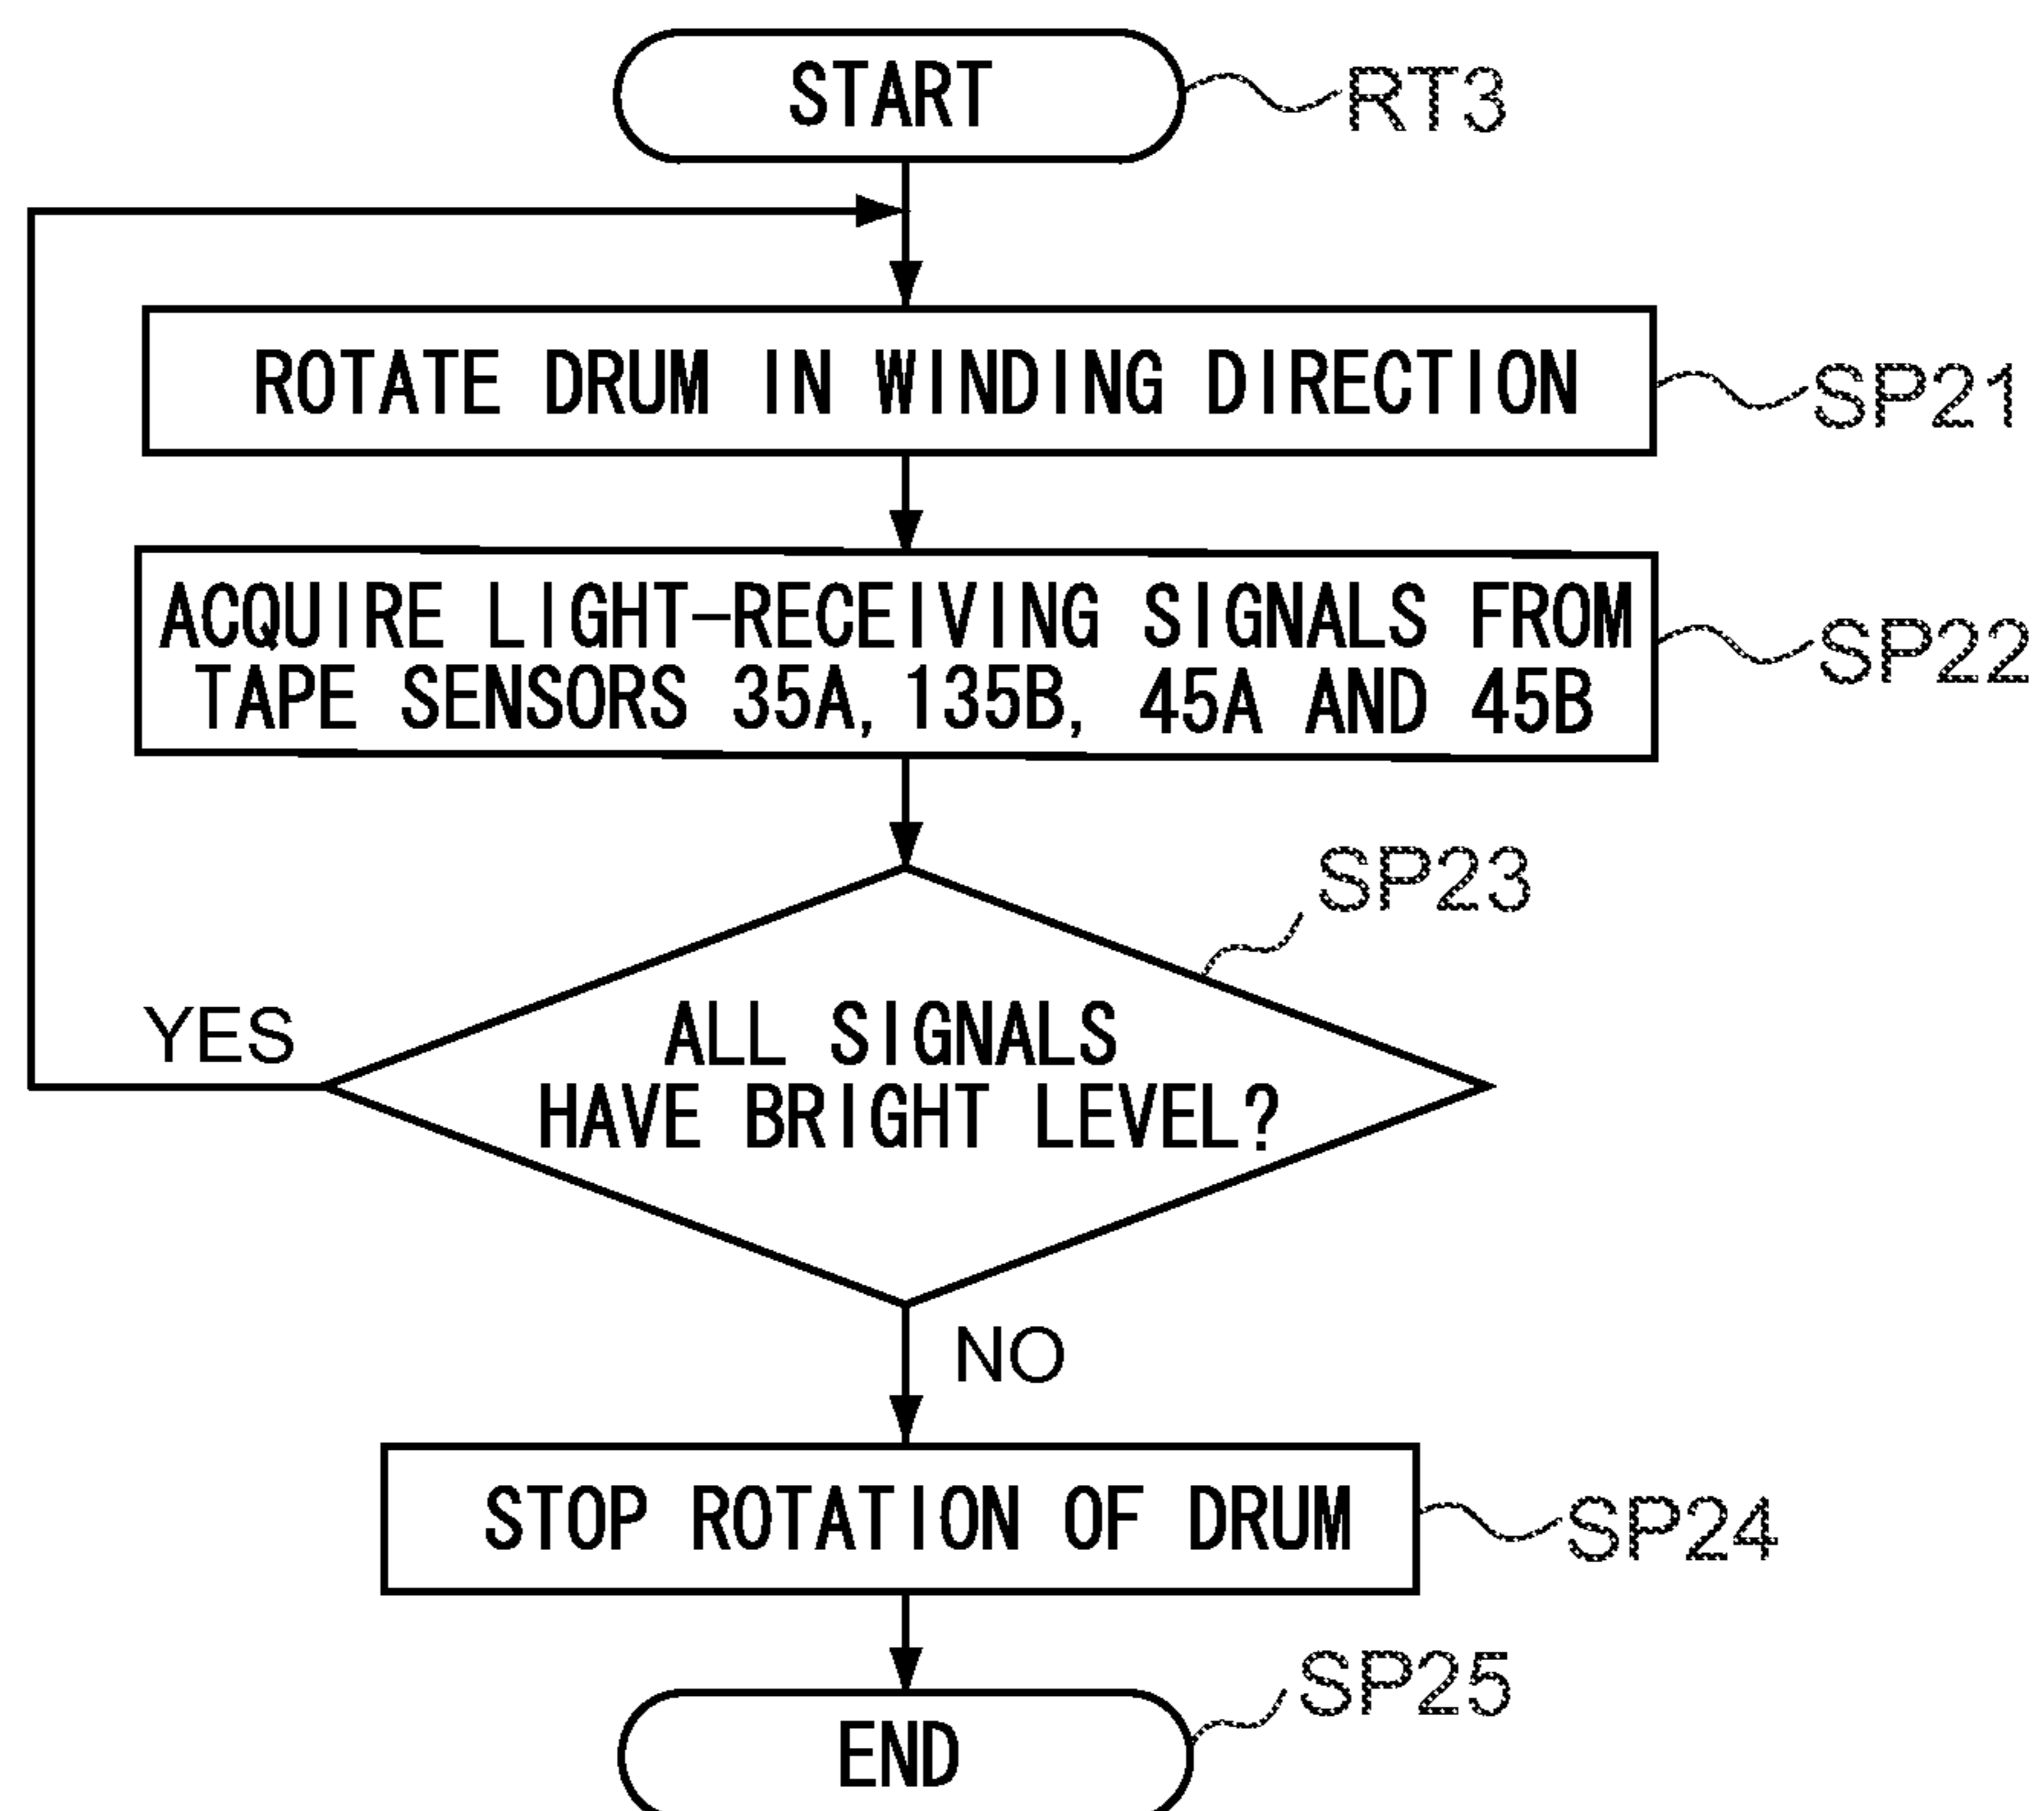 START
RT3
ROTATE DRUM IN WINDING DIRECTION
SP21
ACQUIRE LIGHT-RECEIVING SIGNALS FROM
TAPE SENSORS 35A, 135B, 45A AND 45B
SP22
SP23
ALL SIGNALS
HAVE BRIGHT LEVEL?
YES
NO
STOP ROTATION OF DRUM
SP24
SP25
END